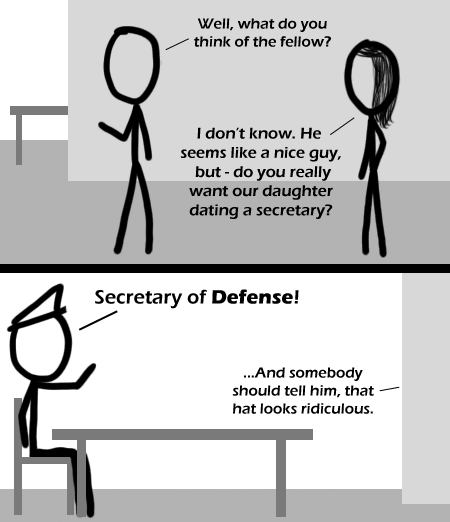 Well, what do you
think of the fellow?
I don't know. He
seems like a nice guy,
but - do you really
want our daughter
dating a secretary?
Secretary of Defense!
...And somebody
should tell him, that
hat looks ridiculous.